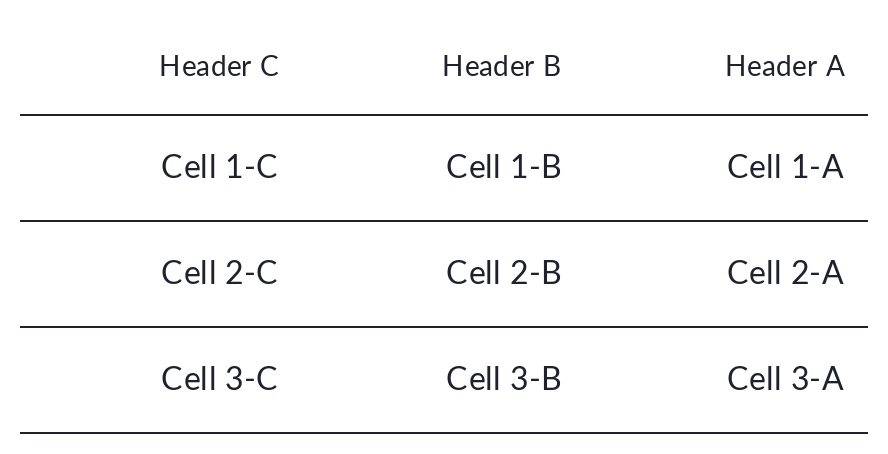 Header C Header B Header A
Cell 1-C Cell 1-B Cell 1-A
Cell 2-C Cell 2-B Cell 2-A
Cell 3-C Cell 3-B Cell 3-A